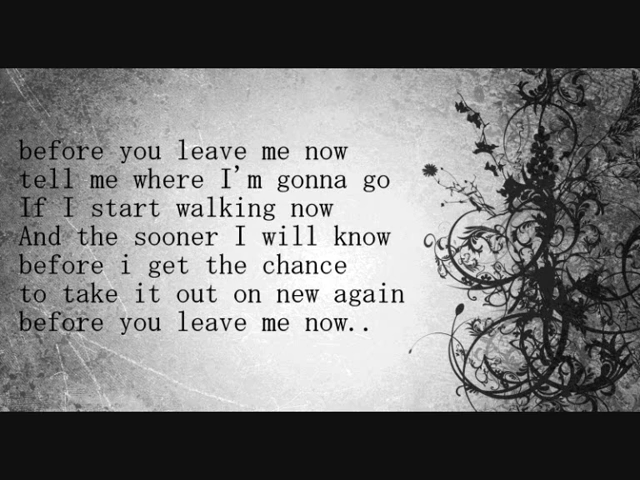 before you leave me now
tell me where I'm gonna go
If I start walking now
And the sooner I will know
before i get the chance
to take it out on new again
before you leave me now..